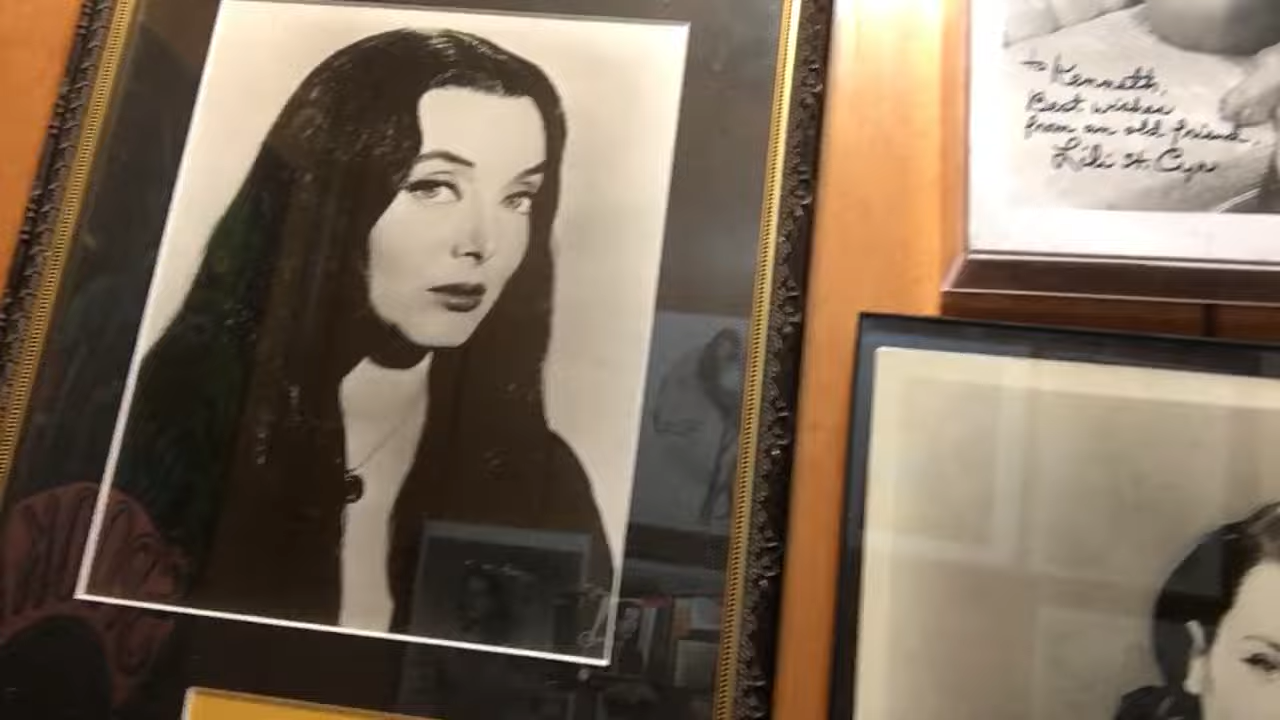 to Kenneth,
Best wishes
from an old friend,
Lili St. Cyr